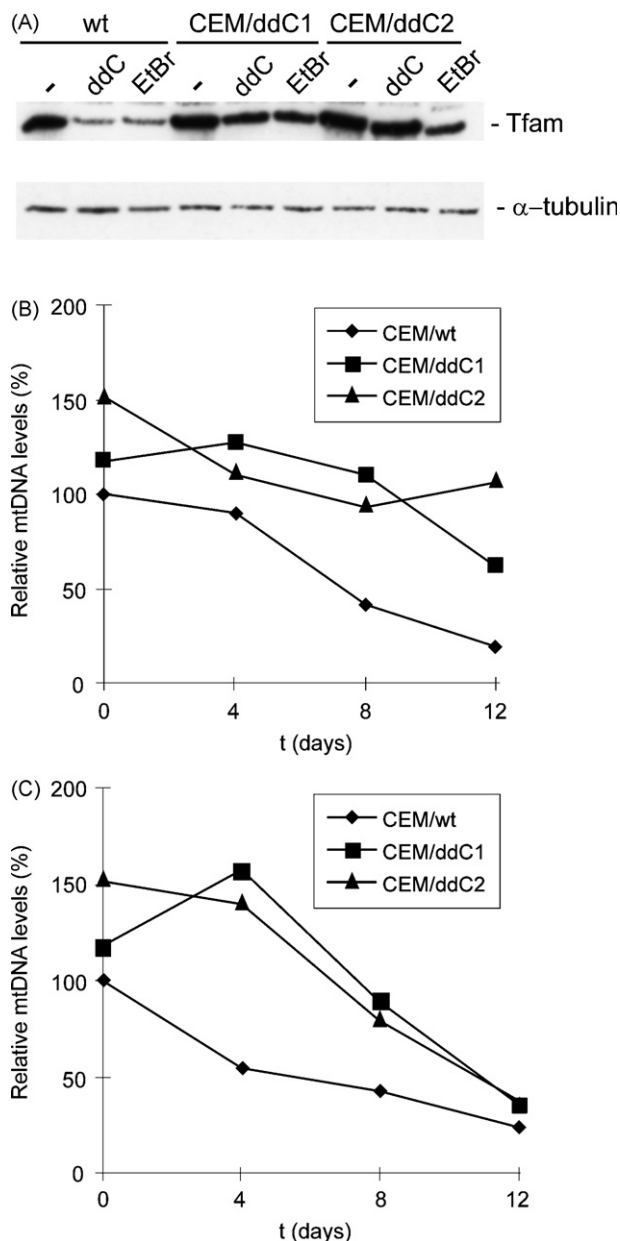 (A)
wt CEM/ddC1 CEM/ddC2
- ddC EtBr - ddC EtBr - ddC EtBr
- Tfam
- α–tubulin
(B)
200
150
100
50
0
Relative mtDNA levels (%)
CEM/wt
CEM/ddC1
CEM/ddC2
0 4 8 12
t (days)
(C)
200
150
100
50
0
Relative mtDNA levels (%)
CEM/wt
CEM/ddC1
CEM/ddC2
0 4 8 12
t (days)